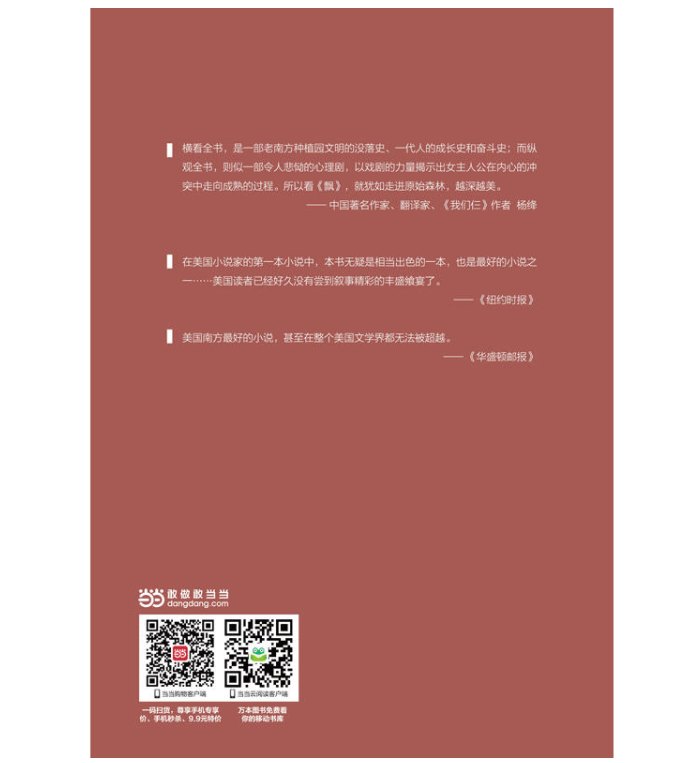 横看全书，是一部老南方种植园文明的没落史、一代人的成长史和奋斗史；而纵
观全书，则似一部令人悲恸的心理剧，以戏剧的力量揭示出女主人公在内心的冲
突中走向成熟的过程。所以看《飘》，就犹如走进原始森林，越深越美。
—— 中国著名作家、翻译家、《我们仨》作者 杨绛
在美国小说家的第一本小说中，本书无疑是相当出色的一本，也是最好的小说之
一……美国读者已经好久没有尝到叙事精彩的丰盛飨宴了。
—— 《纽约时报》
美国南方最好的小说，甚至在整个美国文学界都无法被超越。
—— 《华盛顿邮报》
当当 敢做敢当当
dangdang.com
当当
当当购物客户端 当当云阅读客户端
一码扫货，尊享手机专享 万本图书免费看
价、手机秒杀、9.9元特价 你的移动书库